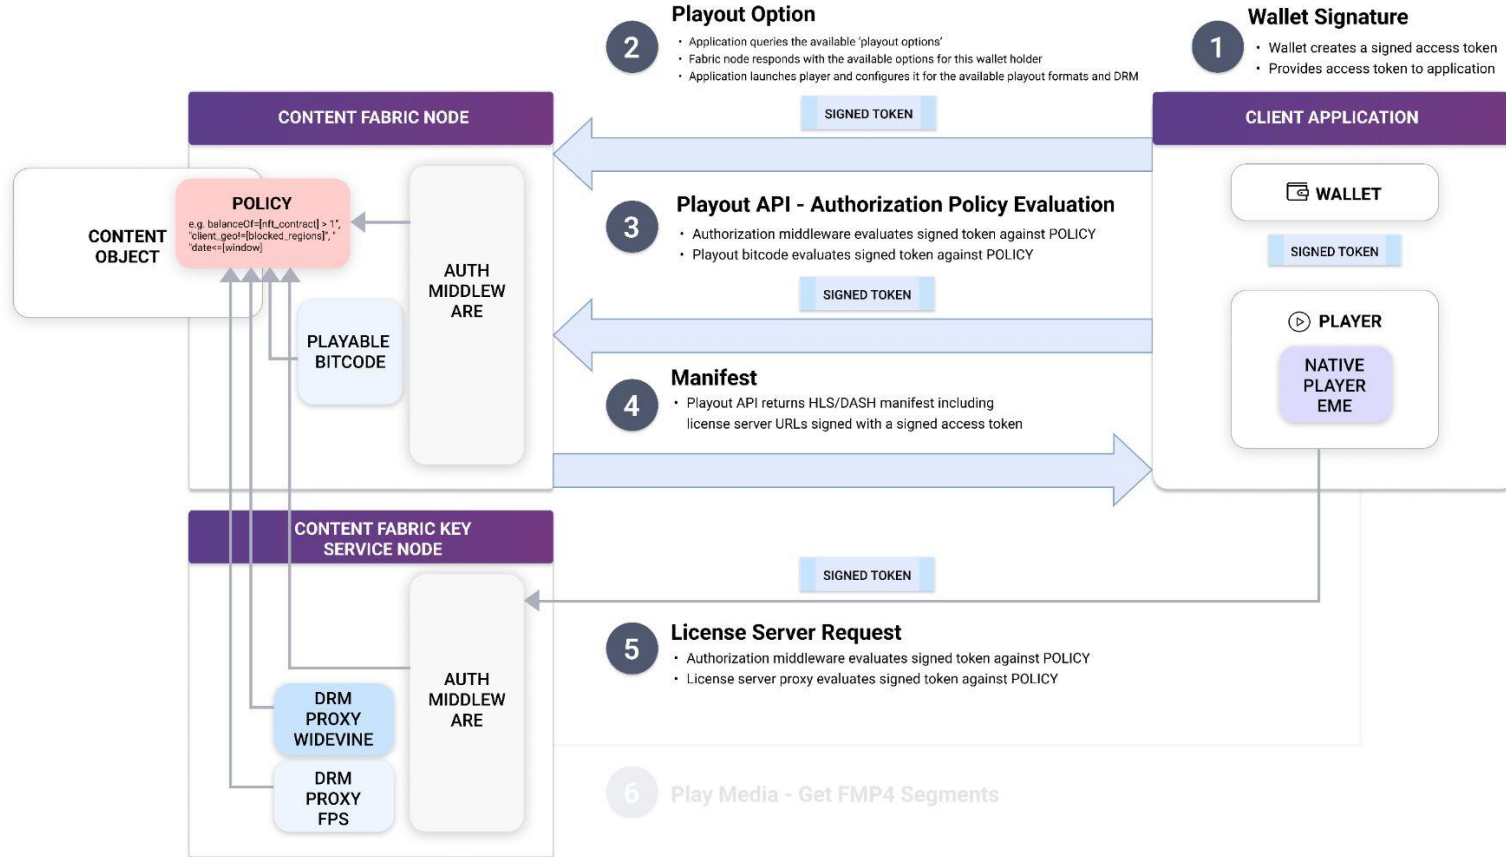 2
Playout Option
• Application queries the available 'playout options'
• Fabric node responds with the available options for this wallet holder
• Application launches player and configures it for the available playout formats and DRM
1
Wallet Signature
• Wallet creates a signed access token
• Provides access token to application
CONTENT FABRIC NODE
SIGNED TOKEN
CLIENT APPLICATION
CONTENT
OBJECT
POLICY
e.g. balanceOf=[nft_contract] > 1",
"client_geo!=[blocked_regions]", "
"date<=[window]
AUTH
MIDDLEW
ARE
PLAYABLE
BITCODE
3
Playout API - Authorization Policy Evaluation
• Authorization middleware evaluates signed token against POLICY
• Playout bitcode evaluates signed token against POLICY
SIGNED TOKEN
WALLET
SIGNED TOKEN
PLAYER
NATIVE
PLAYER
EME
4
Manifest
• Playout API returns HLS/DASH manifest including
license server URLs signed with a signed access token
CONTENT FABRIC KEY
SERVICE NODE
SIGNED TOKEN
5
License Server Request
• Authorization middleware evaluates signed token against POLICY
• License server proxy evaluates signed token against POLICY
AUTH
MIDDLEW
ARE
DRM
PROXY
WIDEVINE
DRM
PROXY
FPS
6
Play Media - Get FMP4 Segments